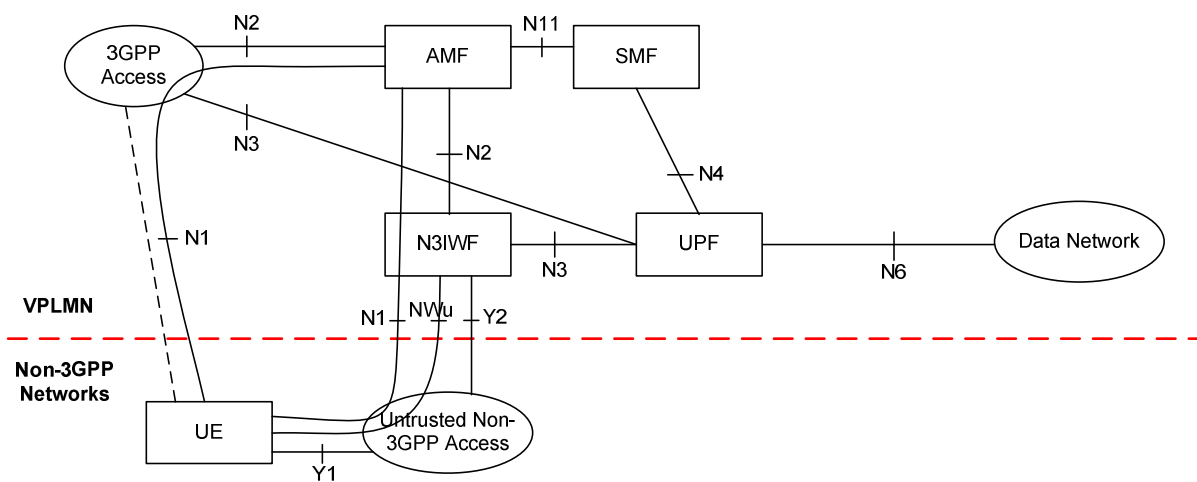 N2
N11
3GPP
Access
AMF
SMF
N3
N2
N4
N1
N3IWF
UPF
Data Network
N3
N6
VPLMN
N1
NWu
Y2
Non-3GPP
Networks
UE
Untrusted Non-
3GPP Access
Y1